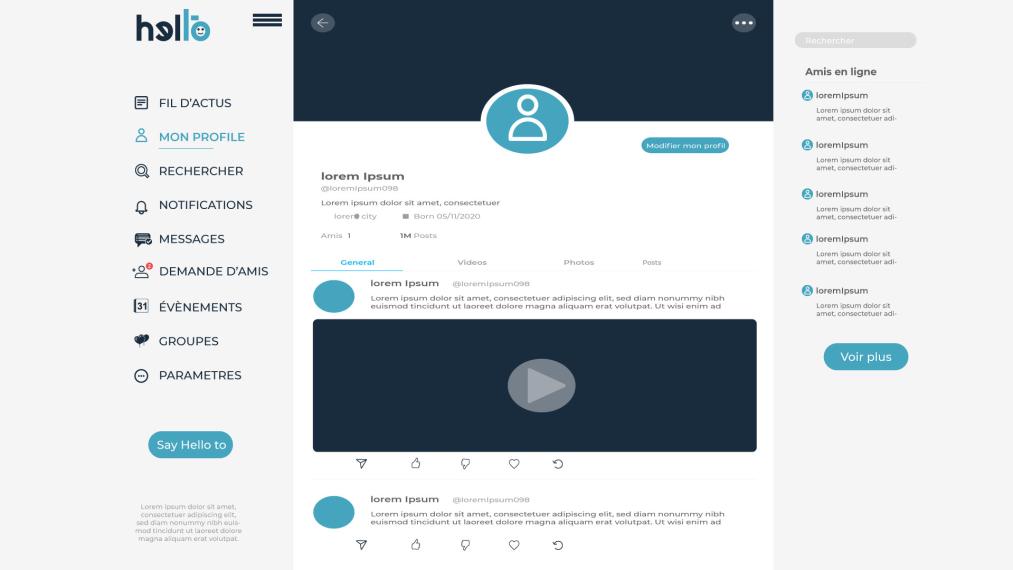 hello
FIL D'ACTUS
MON PROFILE
RECHERCHER
NOTIFICATIONS
MESSAGES
2
DEMANDE D'AMIS
31
ÉVÈNEMENTS
GROUPES
PARAMETRES
Say Hello to
Lorem ipsum dolor sit amet,
consectetuer adipiscing elit,
sed diam nonummy nibh euis-
mod tincidunt ut laoreet dolore
magna aliquam erat volutpat.
Modifier mon profil
lorem Ipsum
@loremIpsum098
Lorem ipsum dolor sit amet, consectetuer
city
Born 05/11/2020
Amis 1
1M Posts
General
Videos
Photos
Posts
lorem Ipsum @loremIpsum098
Lorem ipsum dolor sit amet, consectetuer adipiscing elit, sed diam nonummy nibh
euismod tincidunt ut laoreet dolore magna aliquam erat volutpat. Ut wisi enim ad
lorem Ipsum @loremIpsum098
Lorem ipsum dolor sit amet, consectetuer adipiscing elit, sed diam nonummy nibh
euismod tincidunt ut laoreet dolore magna aliquam erat volutpat. Ut wisi enim ad
Rechercher
Amis en ligne
loremIpsum
Lorem ipsum dolor sit
amet, consectetuer adi-
loremIpsum
Lorem ipsum dolor sit
amet, consectetuer adi-
loremIpsum
Lorem ipsum dolor sit
amet, consectetuer adi-
loremIpsum
Lorem ipsum dolor sit
amet, consectetuer adi-
loremIpsum
Lorem ipsum dolor sit
amet, consectetuer adi-
Voir plus